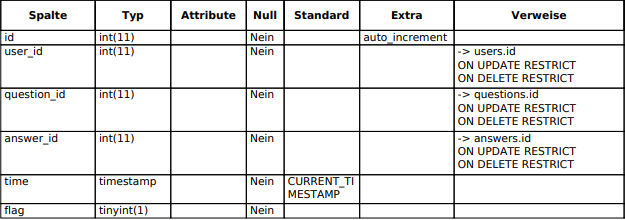 Spalte Typ Attribute Null Standard Extra Verweise
id int(11) Nein auto_increment
user_id int(11) Nein -> users.id
ON UPDATE RESTRICT
ON DELETE RESTRICT
question_id int(11) Nein -> questions.id
ON UPDATE RESTRICT
ON DELETE RESTRICT
answer_id int(11) Nein -> answers.id
ON UPDATE RESTRICT
ON DELETE RESTRICT
time timestamp Nein CURRENT_TI
MESTAMP
flag tinyint(1) Nein